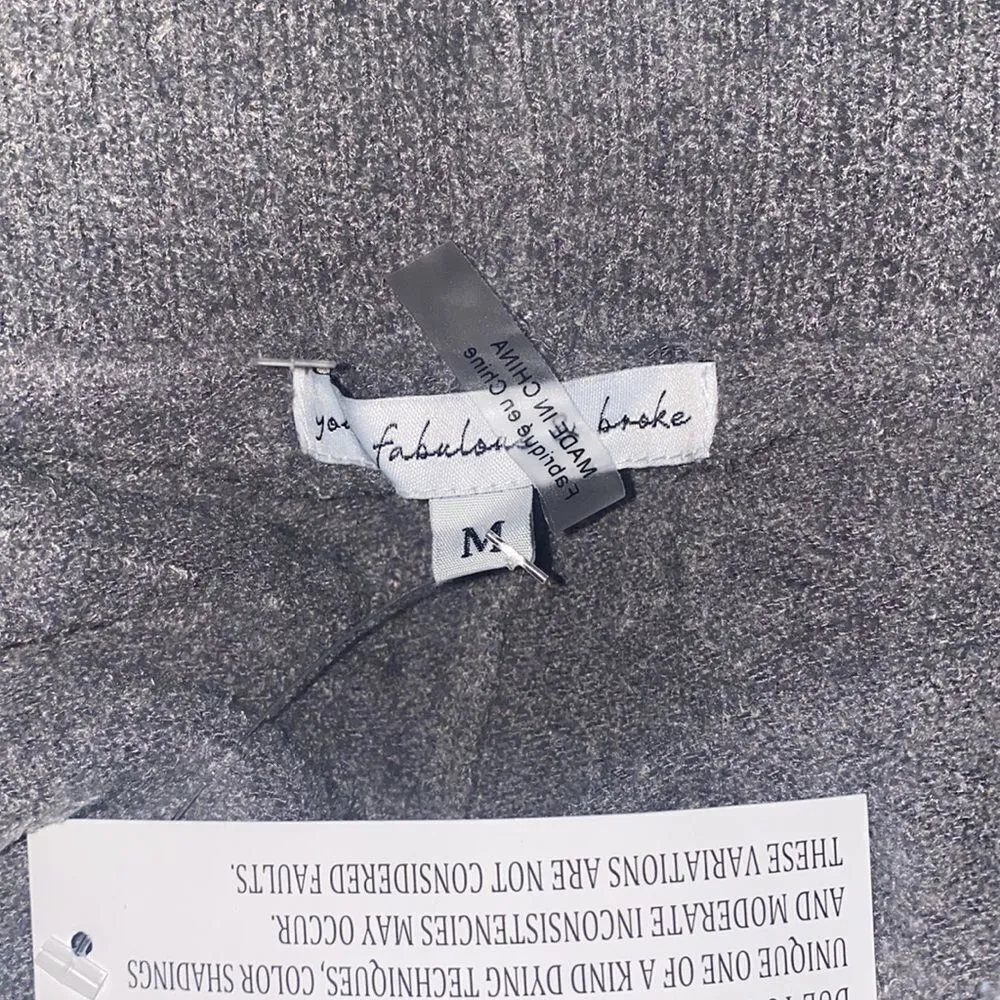 you fabulous broke
M
MADE IN CHINA
Fabriqué en Chine
UNIQUE ONE OF A KIND DYING TECHNIQUES, COLOR SHADINGS
AND MODERATE INCONSISTENCIES MAY OCCUR.
THESE VARIATIONS ARE NOT CONSIDERED FAULTS.